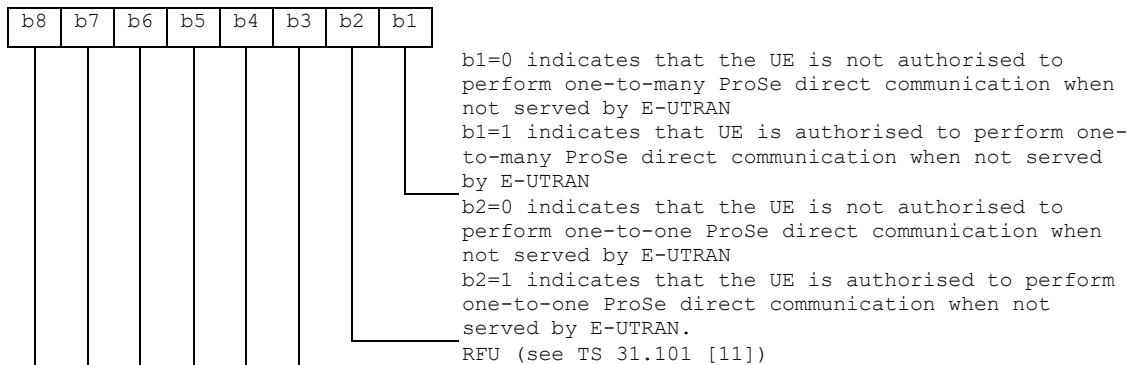 b8 b7 b6 b5 b4 b3 b2 b1
b1=0 indicates that the UE is not authorised to
perform one-to-many ProSe direct communication when
not served by E-UTRAN
b1=1 indicates that UE is authorised to perform one-
to-many ProSe direct communication when not served
by E-UTRAN
b2=0 indicates that the UE is not authorised to
perform one-to-one ProSe direct communication when
not served by E-UTRAN
b2=1 indicates that the UE is authorised to perform
one-to-one ProSe direct communication when not
served by E-UTRAN.
RFU (see TS 31.101 [11])